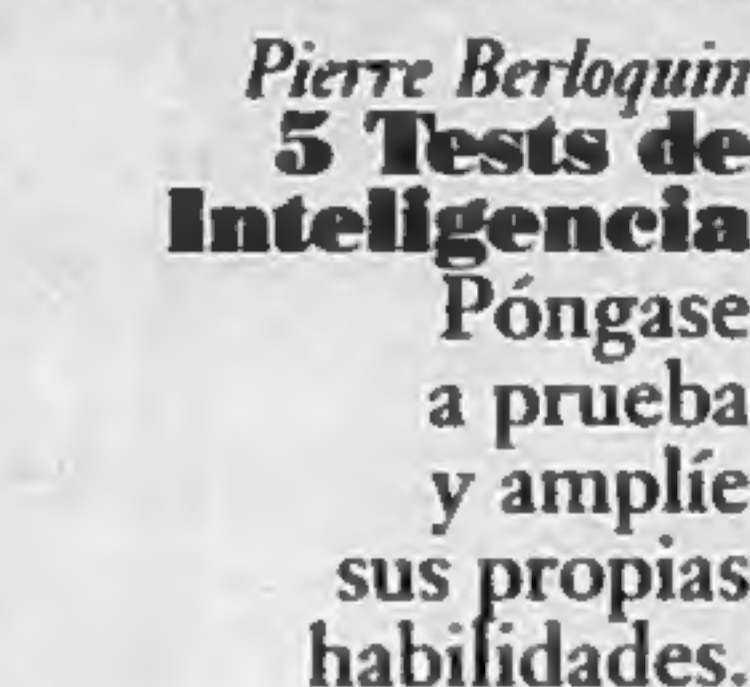 Pierre Berloquin
5 Tests de
Inteligencia
Póngase
a prueba
y amplíe
sus propias
habilidades.